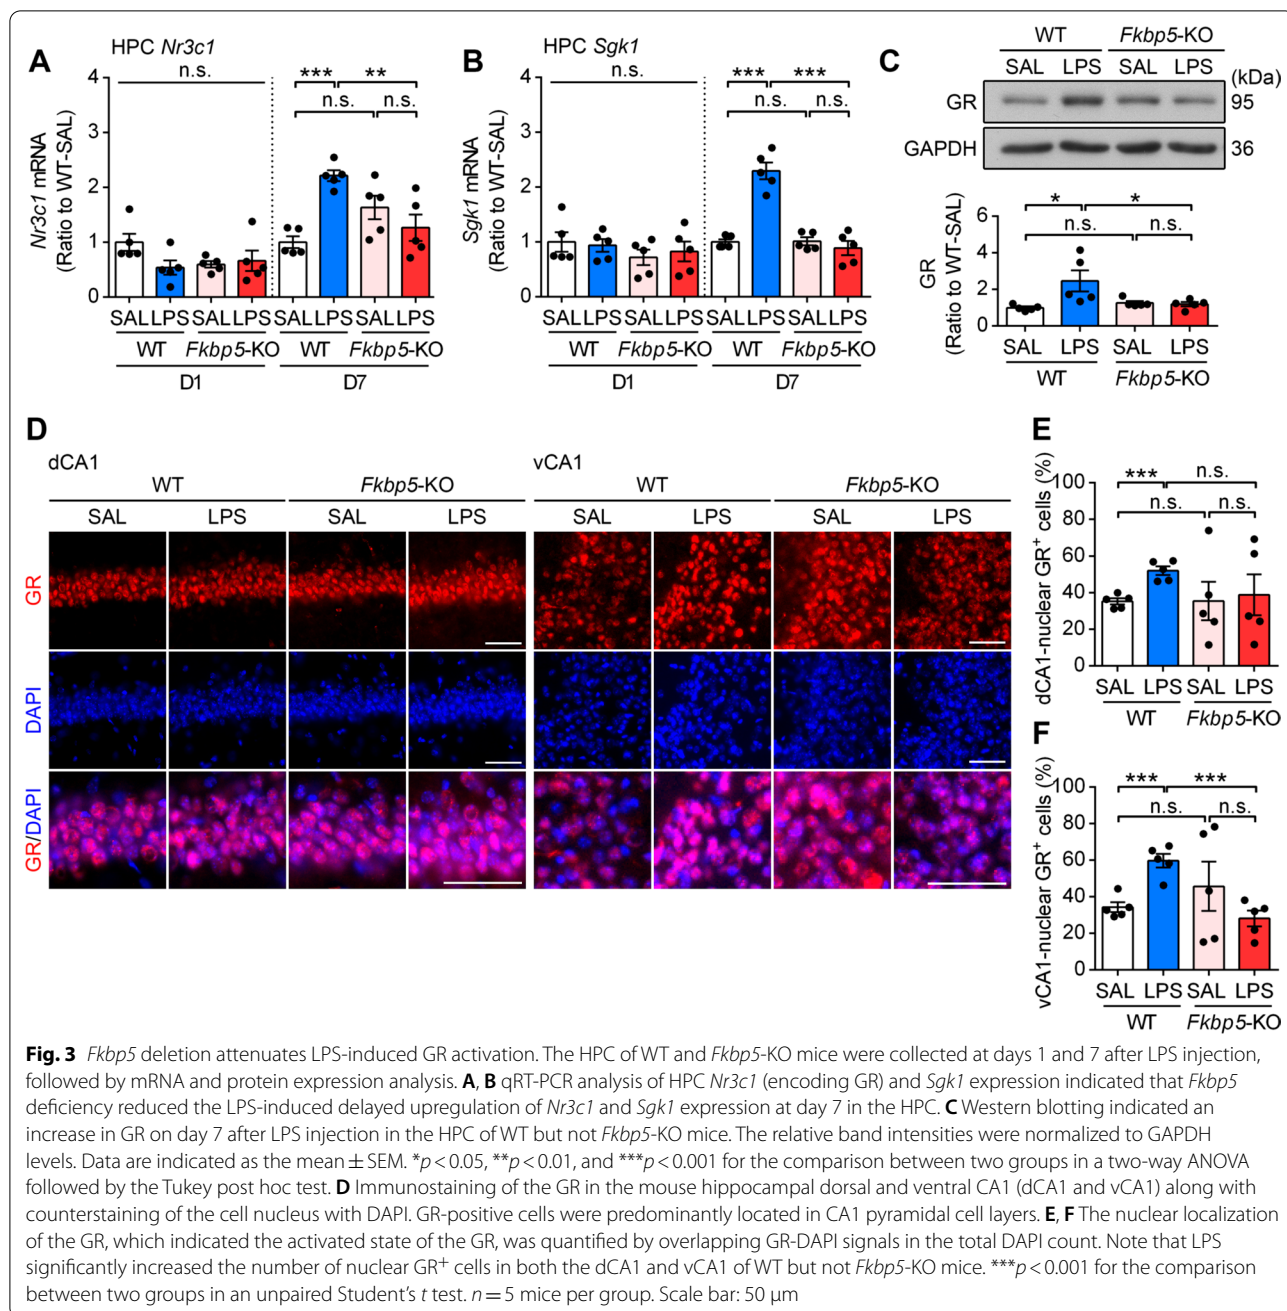 A
HPC Nr3c1
n.s.
***
**
n.s.
n.s.
Nr3c1 mRNA
(Ratio to WT-SAL)
4
3
2
1
0
SAL LPS SAL LPS SAL LPS SAL LPS
WT Fkbp5-KO WT Fkbp5-KO
D1 D7
B
HPC Sgk1
n.s.
***
***
n.s.
n.s.
Sgk1 mRNA
(Ratio to WT-SAL)
4
3
2
1
0
SAL LPS SAL LPS SAL LPS SAL LPS
WT Fkbp5-KO WT Fkbp5-KO
D1 D7
C
WT Fkbp5-KO
SAL LPS SAL LPS (kDa)
GR 95
GAPDH 36
* *
n.s. n.s.
GR
(Ratio to WT-SAL)
6
4
2
0
SAL LPS SAL LPS
WT Fkbp5-KO
D
dCA1 vCA1
WT Fkbp5-KO WT Fkbp5-KO
SAL LPS SAL LPS SAL LPS SAL LPS
GR
DAPI
GR/DAPI
E
dCA1-nuclear GR+ cells (%)
*** n.s.
n.s. n.s.
100
80
60
40
20
0
SAL LPS SAL LPS
WT Fkbp5-KO
F
vCA1-nuclear GR+ cells (%)
*** ***
n.s. n.s.
100
80
60
40
20
0
SAL LPS SAL LPS
WT Fkbp5-KO
Fig. 3 Fkbp5 deletion attenuates LPS-induced GR activation. The HPC of WT and Fkbp5-KO mice were collected at days 1 and 7 after LPS injection,
followed by mRNA and protein expression analysis. A, B qRT-PCR analysis of HPC Nr3c1 (encoding GR) and Sgk1 expression indicated that Fkbp5
deficiency reduced the LPS-induced delayed upregulation of Nr3c1 and Sgk1 expression at day 7 in the HPC. C Western blotting indicated an
increase in GR on day 7 after LPS injection in the HPC of WT but not Fkbp5-KO mice. The relative band intensities were normalized to GAPDH
levels. Data are indicated as the mean ± SEM. *p < 0.05, **p < 0.01, and ***p < 0.001 for the comparison between two groups in a two-way ANOVA
followed by the Tukey post hoc test. D Immunostaining of the GR in the mouse hippocampal dorsal and ventral CA1 (dCA1 and vCA1) along with
counterstaining of the cell nucleus with DAPI. GR-positive cells were predominantly located in CA1 pyramidal cell layers. E, F The nuclear localization
of the GR, which indicated the activated state of the GR, was quantified by overlapping GR-DAPI signals in the total DAPI count. Note that LPS
significantly increased the number of nuclear GR+ cells in both the dCA1 and vCA1 of WT but not Fkbp5-KO mice. ***p < 0.001 for the comparison
between two groups in an unpaired Student's t test. n = 5 mice per group. Scale bar: 50 μm